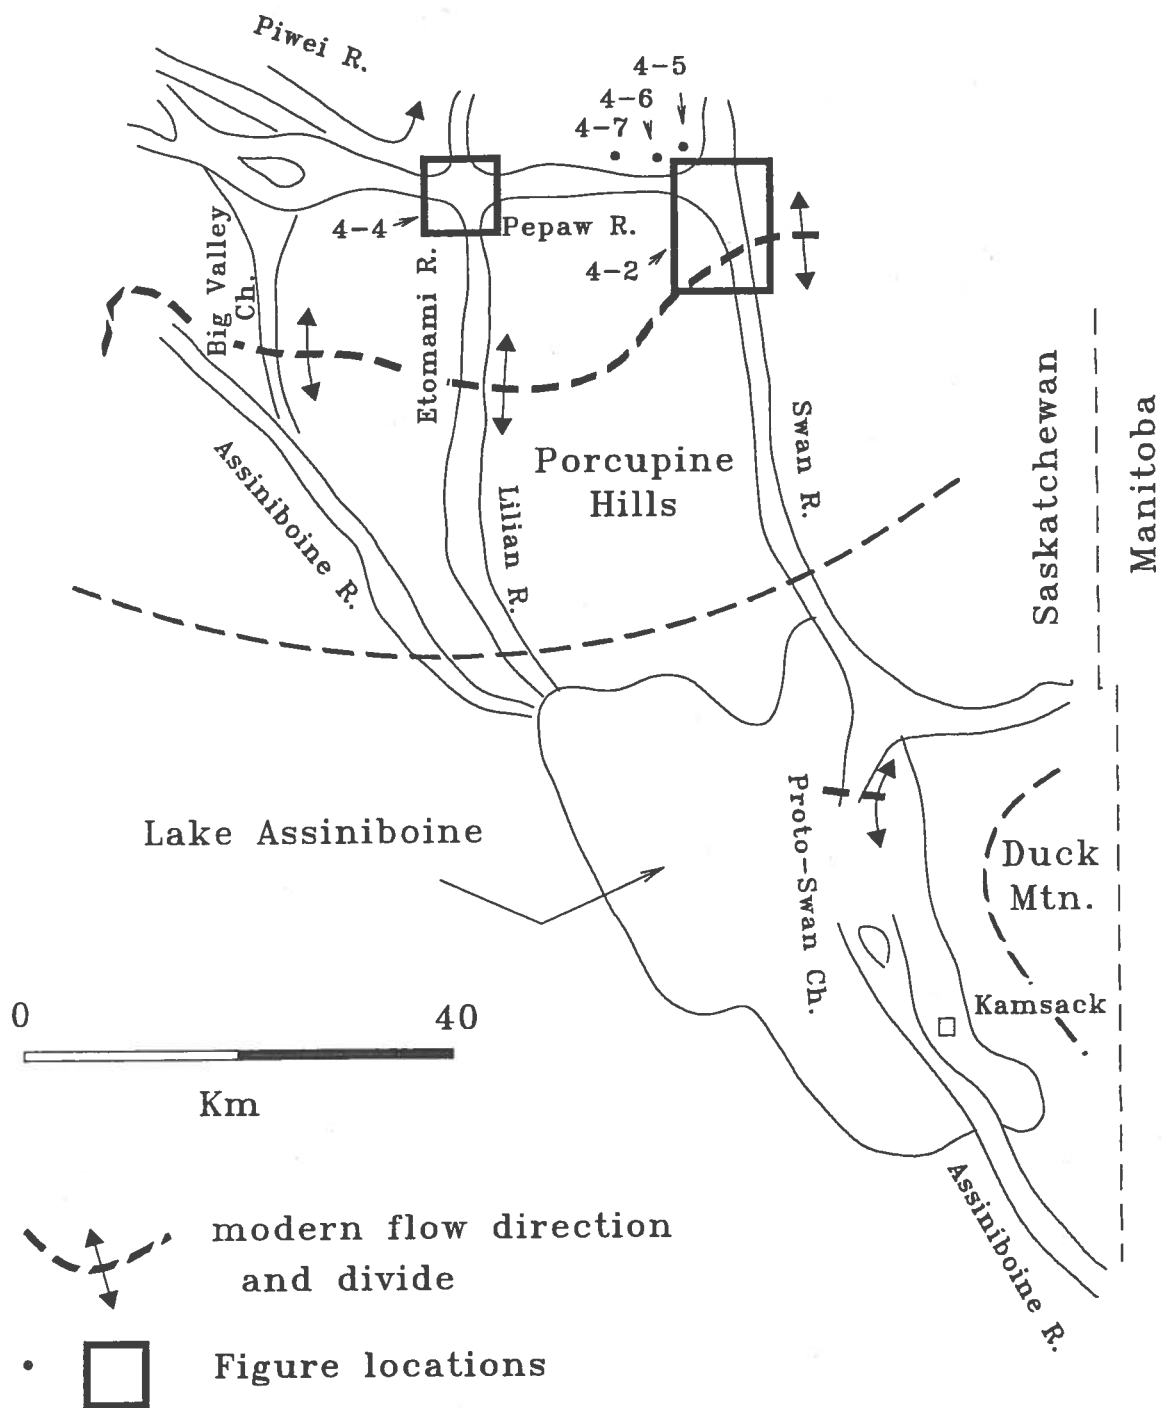 Piwei R.
4-5
4-6
4-7
4-4
Pepaw R.
4-2
Big Valley
Ch.
Etomami R.
Assiniboine R.
Lilian R.
Porcupine
Hills
Swan R.
Saskatchewan
Manitoba
Lake Assiniboine
Proto-Swan Ch.
Duck
Mtn.
Kamsack
0
40
Km
Assiniboine R.
modern flow direction
and divide
Figure locations